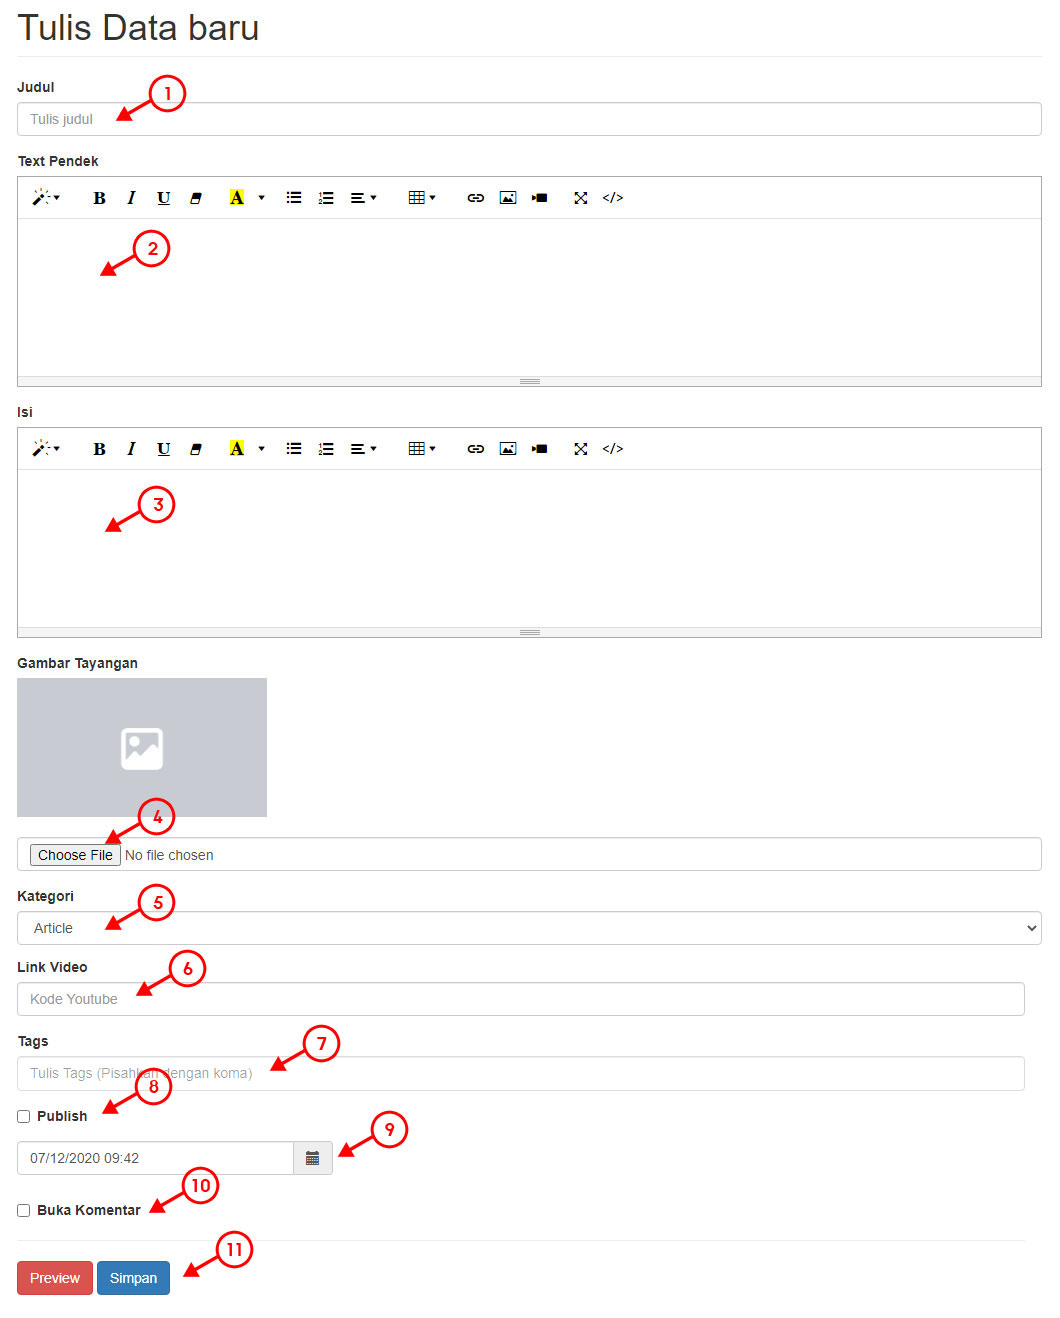 Tulis Data baru
Judul
1
Tulis judul
Text Pendek
B I U A </>
2
Isi
B I U A </>
3
Gambar Tayangan
4
Choose File No file chosen
Kategori
5
Article
Link Video
6
Kode Youtube
Tags
7
Tulis Tags (Pisahkan dengan koma)
8
Publish
9
07/12/2020 09:42
10
Buka Komentar
11
Preview Simpan